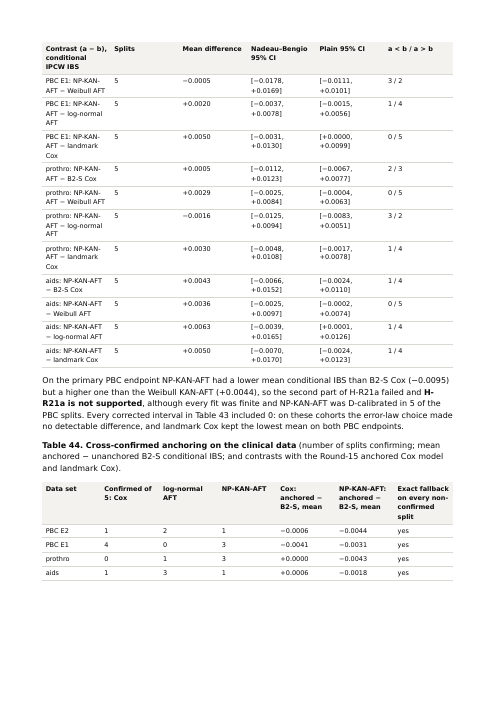 Contrast (a − b), conditional IPCW IBS | Splits | Mean difference | Nadeau–Bengio 95% CI | Plain 95% CI | a < b / a > b
PBC E1: NP-KAN-AFT − Weibull AFT | 5 | −0.0005 | [−0.0178, +0.0169] | [−0.0111, +0.0101] | 3 / 2
PBC E1: NP-KAN-AFT − log-normal AFT | 5 | +0.0020 | [−0.0037, +0.0078] | [−0.0015, +0.0056] | 1 / 4
PBC E1: NP-KAN-AFT − landmark Cox | 5 | +0.0050 | [−0.0031, +0.0130] | [+0.0000, +0.0099] | 0 / 5
prothro: NP-KAN-AFT − B2-S Cox | 5 | +0.0005 | [−0.0112, +0.0123] | [−0.0067, +0.0077] | 2 / 3
prothro: NP-KAN-AFT − Weibull AFT | 5 | +0.0029 | [−0.0025, +0.0084] | [−0.0004, +0.0063] | 0 / 5
prothro: NP-KAN-AFT − log-normal AFT | 5 | −0.0016 | [−0.0125, +0.0094] | [−0.0083, +0.0051] | 3 / 2
prothro: NP-KAN-AFT − landmark Cox | 5 | +0.0030 | [−0.0048, +0.0108] | [−0.0017, +0.0078] | 1 / 4
aids: NP-KAN-AFT − B2-S Cox | 5 | +0.0043 | [−0.0066, +0.0152] | [−0.0024, +0.0110] | 1 / 4
aids: NP-KAN-AFT − Weibull AFT | 5 | +0.0036 | [−0.0025, +0.0097] | [−0.0002, +0.0074] | 0 / 5
aids: NP-KAN-AFT − log-normal AFT | 5 | +0.0063 | [−0.0039, +0.0165] | [+0.0001, +0.0126] | 1 / 4
aids: NP-KAN-AFT − landmark Cox | 5 | +0.0050 | [−0.0070, +0.0170] | [−0.0024, +0.0123] | 1 / 4
On the primary PBC endpoint NP-KAN-AFT had a lower mean conditional IBS than B2-S Cox (−0.0095)
but a higher one than the Weibull KAN-AFT (+0.0044), so the second part of H-R21a failed and H-
R21a is not supported, although every fit was finite and NP-KAN-AFT was D-calibrated in 5 of the
PBC splits. Every corrected interval in Table 43 included 0: on these cohorts the error-law choice made
no detectable difference, and landmark Cox kept the lowest mean on both PBC endpoints.
Table 44. Cross-confirmed anchoring on the clinical data (number of splits confirming; mean
anchored − unanchored B2-S conditional IBS; and contrasts with the Round-15 anchored Cox model
and landmark Cox).
Data set | Confirmed of 5: Cox | log-normal AFT | NP-KAN-AFT | Cox: anchored − B2-S, mean | NP-KAN-AFT: anchored − B2-S, mean | Exact fallback on every non-confirmed split
PBC E2 | 1 | 2 | 1 | −0.0006 | −0.0044 | yes
PBC E1 | 4 | 0 | 3 | −0.0041 | −0.0031 | yes
prothro | 0 | 1 | 3 | +0.0000 | −0.0043 | yes
aids | 1 | 3 | 1 | +0.0006 | −0.0018 | yes